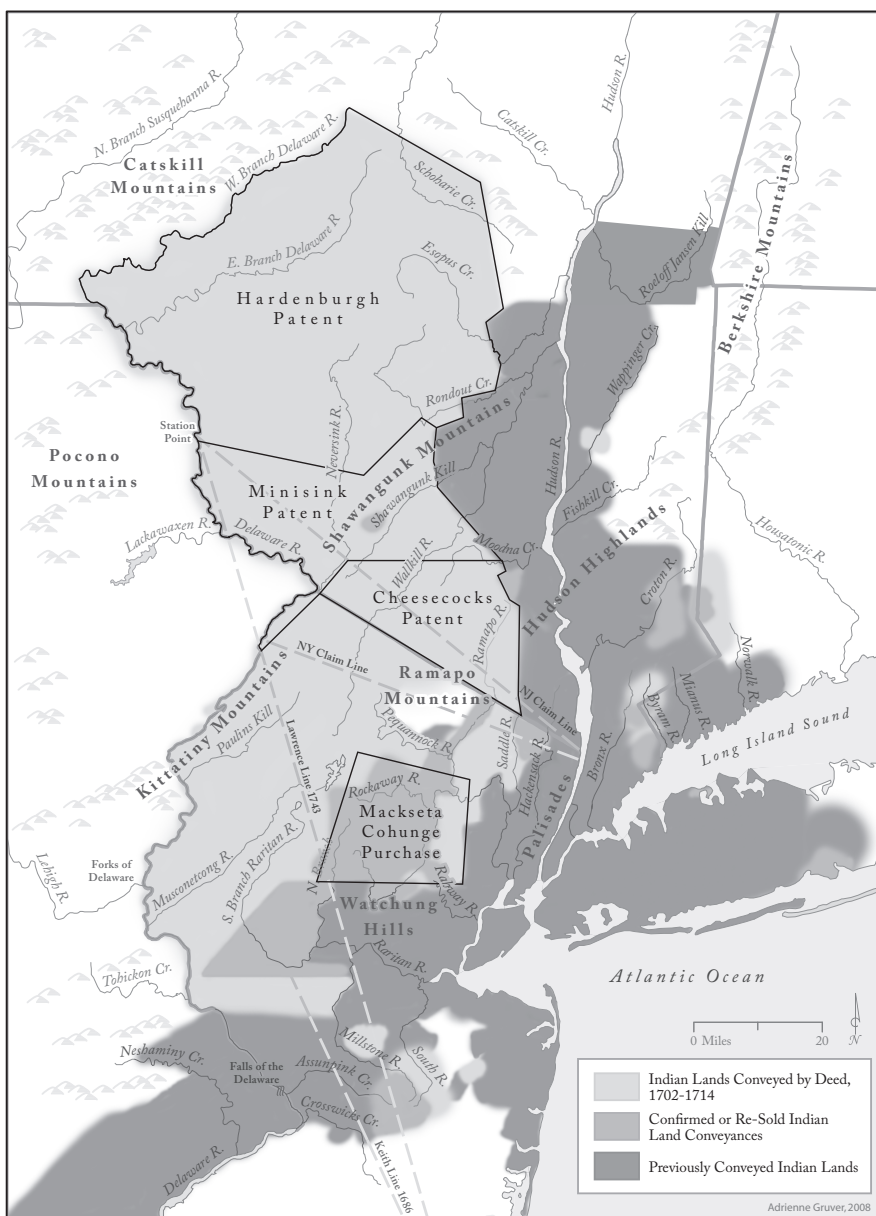 Hudson R.
N. Branch Susquehanna R.
Catskill Cr.
Catskill
Mountains
W. Branch Delaware R.
Schoharie Cr.
Berkshire Mountains
Roeloff Jansen Kill
E. Branch Delaware R
Esopus Cr.
Hardenburgh
Patent
Wappinger Cr.
Rondout Cr.
Station
Point
Neversink R.
Shawangunk Mountains
Hudson R.
Pocono
Mountains
Minisink
Patent
Shawangunk Kill
Fishkill Cr.
Lackawaxen R.
Delaware R.
Wallkill R.
Moodna Cr.
Hudson Highlands
Housatonic R.
Cheesecocks
Patent
Croton R.
Ramapo R.
NY Claim Line
Ramapo
Mountains
NJ Claim Line
Norwalk R.
Mianus R.
Byram R.
Kittatiny Mountains
Paulins Kill
Pequannock R.
Saddle R.
Hackensack R.
Bronx R.
Long Island Sound
Lawrence Line 1743
Rockaway R.
Palisades
Mackseta
Cohunge
Purchase
Musconetcong R.
S. Branch Raritan R.
Forks of
Delaware
Lehigh R.
Rahway R.
Watchung
Hills
Raritan R.
Tohickon Cr.
Atlantic Ocean
0 Miles 20
N
Neshaminy Cr.
Falls of the
Delaware
Millstone R.
South R.
Assunpink Cr.
Crosswicks Cr.
Delaware R.
Keith Line 1686
Indian Lands Conveyed by Deed,
1702-1714
Confirmed or Re-Sold Indian
Land Conveyances
Previously Conveyed Indian Lands
Adrienne Gruver, 2008